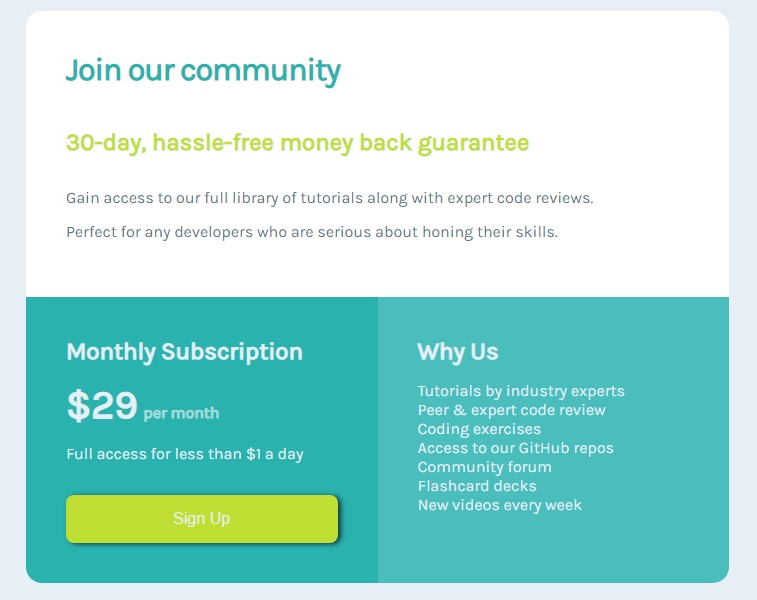 Join our community
30-day, hassle-free money back guarantee
Gain access to our full library of tutorials along with expert code reviews.
Perfect for any developers who are serious about honing their skills.
Monthly Subscription
$29 per month
Full access for less than $1 a day
Sign Up
Why Us
Tutorials by industry experts
Peer & expert code review
Coding exercises
Access to our GitHub repos
Community forum
Flashcard decks
New videos every week